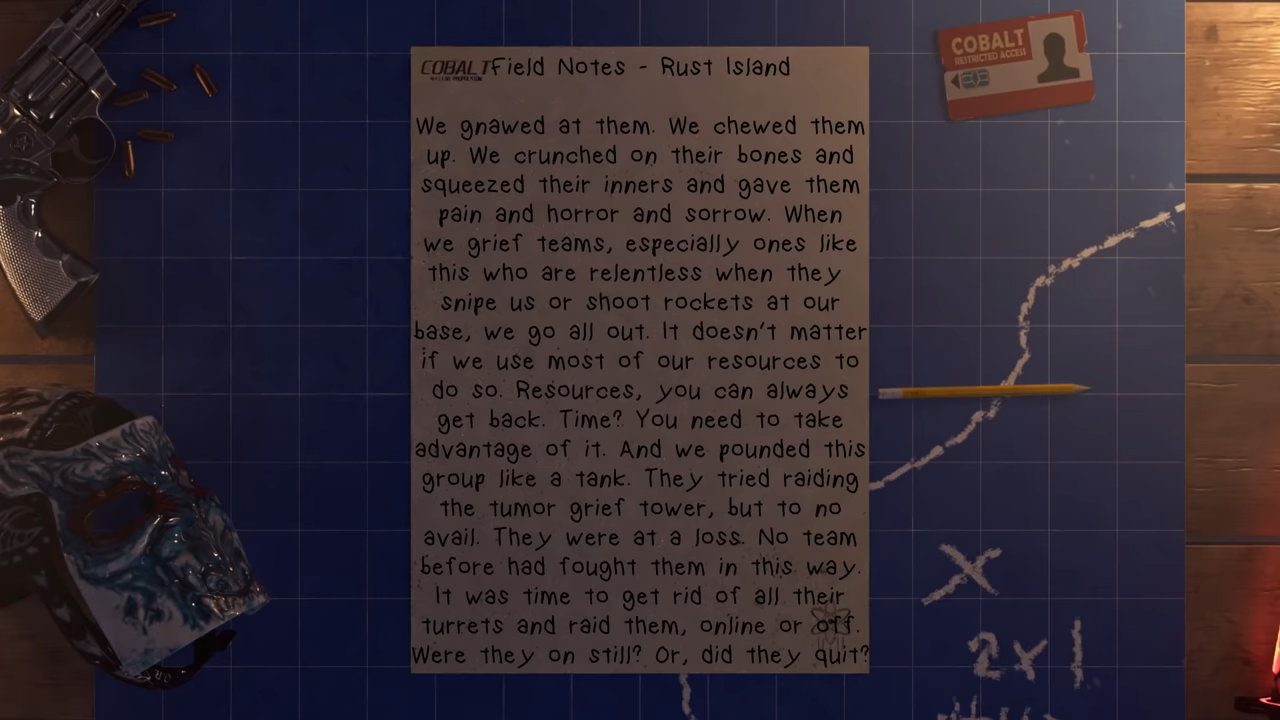 COBALT
Field Notes - Rust Island
We gnawed at them. We chewed them
up. We crunched on their bones and
squeezed their inners and gave them
pain and horror and sorrow. When
we grief teams, especially ones like
this who are relentless when they
snipe us or shoot rockets at our
base, we go all out. It doesn't matter
if we use most of our resources to
do so. Resources, you can always
get back. Time? You need to take
advantage of it. And we pounded this
group like a tank. They tried raiding
the tumor grief tower, but to no
avail. They were at a loss. No team
before had fought them in this way.
It was time to get rid of all their
turrets and raid them, online or off.
Were they on still? Or, did they quit?
COBALT
RESTRICTED ACCESS
X
2x1